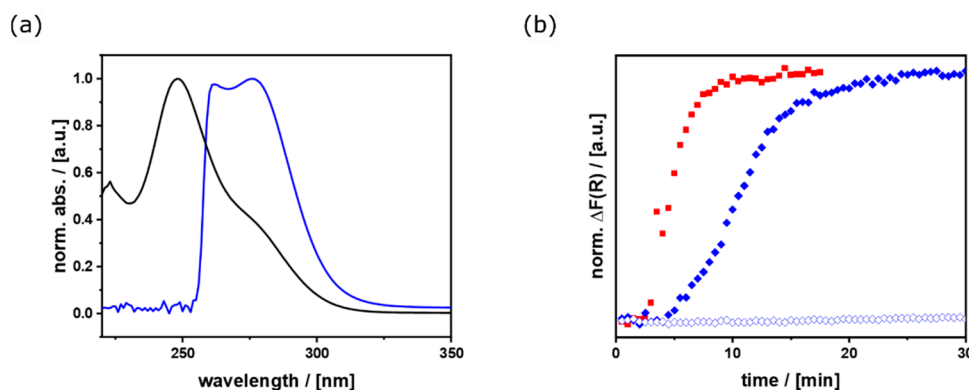 (a)
(b)
1.0
0.8
0.6
0.4
0.2
0.0
norm. abs. / [a.u.]
250
300
350
wavelength / [nm]
norm. ΔF(R) / [a.u.]
0
10
20
30
time / [min]